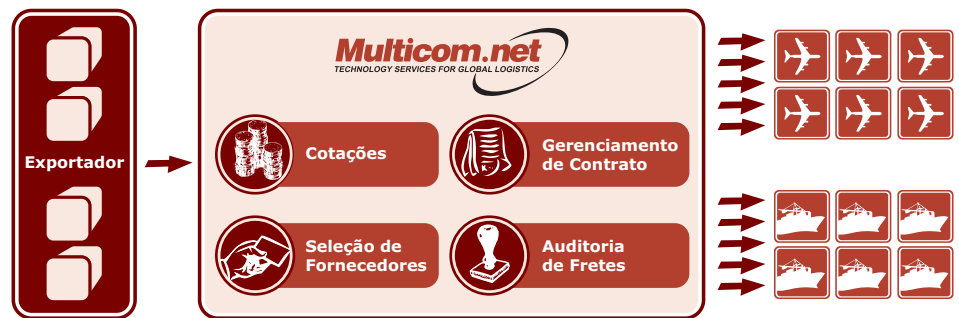 Exportador
Multicom.net
TECHNOLOGY SERVICES FOR GLOBAL LOGISTICS
Cotações
Gerenciamento
de Contrato
Seleção de
Fornecedores
Auditoria
de Fretes